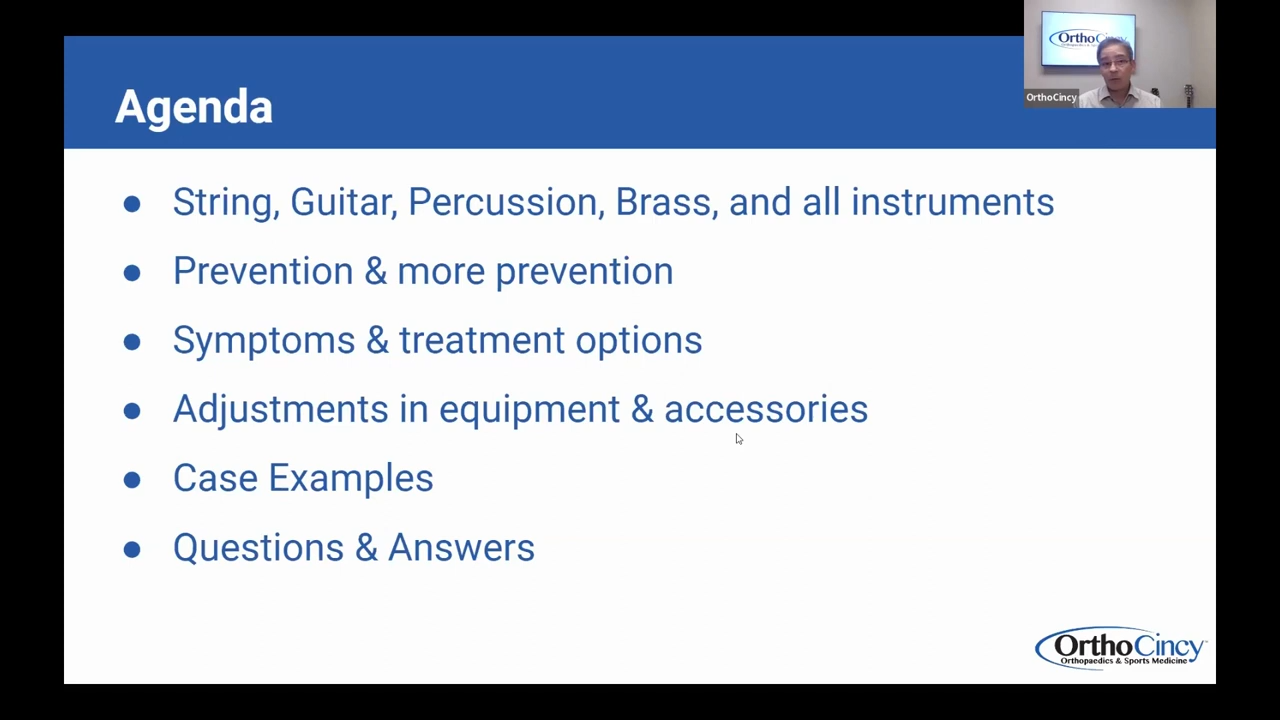 Agenda
OrthoCincy
OrthoCincy
String, Guitar, Percussion, Brass, and all instruments
Prevention & more prevention
Symptoms & treatment options
Adjustments in equipment & accessories
Case Examples
Questions & Answers
OrthoCincy™
Orthopaedics & Sports Medicine